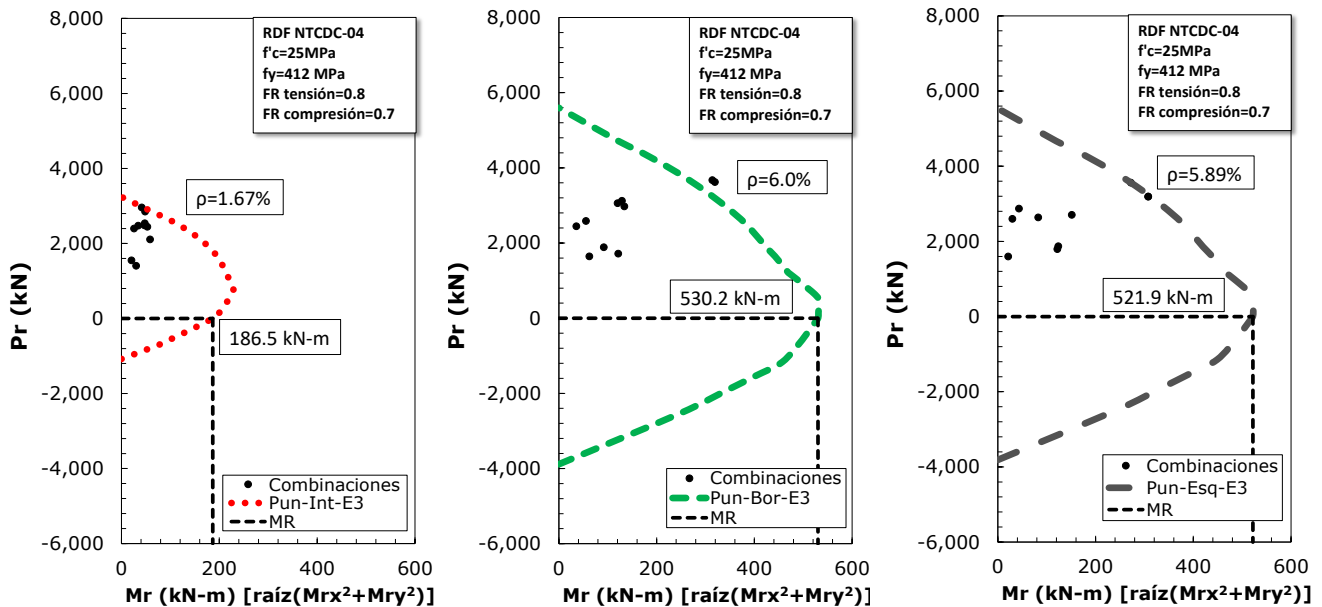 8,000
6,000
4,000
2,000
0
-2,000
-4,000
-6,000
Pr (kN)
RDF NTCDC-04
f'c=25MPa
fy=412 MPa
FR tensión=0.8
FR compresión=0.7
ρ=1.67%
186.5 kN-m
Combinaciones
Pun-Int-E3
MR
0 200 400 600
Mr (kN-m) [raíz(Mrx²+Mry²)]
8,000
6,000
4,000
2,000
0
-2,000
-4,000
-6,000
Pr (kN)
RDF NTCDC-04
f'c=25MPa
fy=412 MPa
FR tensión=0.8
FR compresión=0.7
ρ=6.0%
530.2 kN-m
Combinaciones
Pun-Bor-E3
MR
0 200 400 600
Mr (kN-m) [raíz(Mrx²+Mry²)]
8,000
6,000
4,000
2,000
0
-2,000
-4,000
-6,000
Pr (kN)
RDF NTCDC-04
f'c=25MPa
fy=412 MPa
FR tensión=0.8
FR compresión=0.7
ρ=5.89%
521.9 kN-m
Combinaciones
Pun-Esq-E3
MR
0 200 400 600
Mr (kN-m) [raíz(Mrx²+Mry²)]